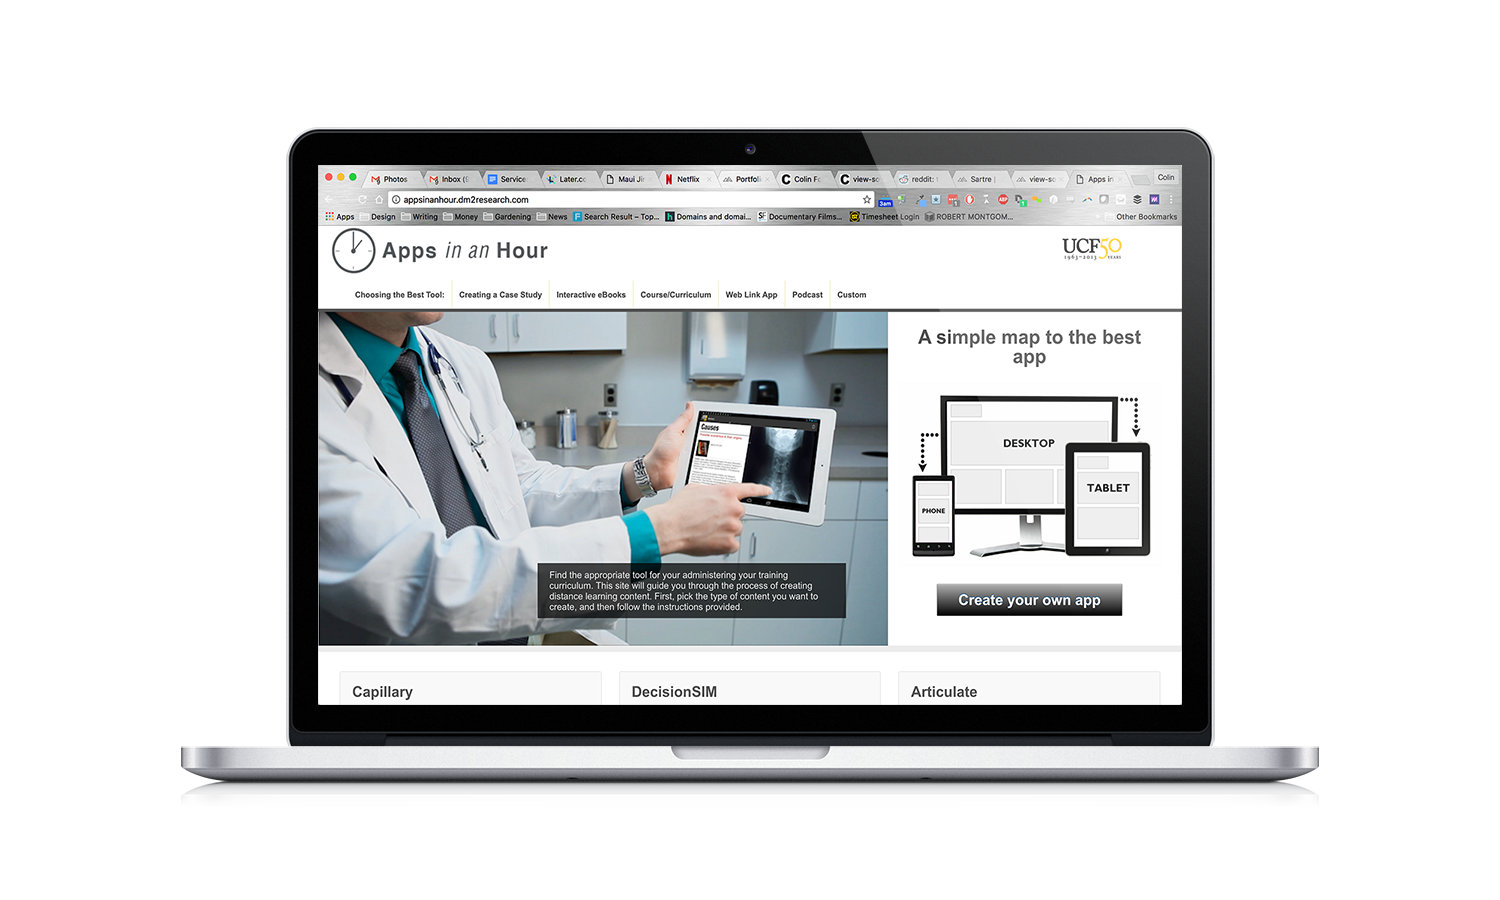 Photos Inbox (9 Service Later.cc Maui Jir Netflix Portfoli Colin Fo view-so reddit: t Sartre | view-sc Apps in Colin
appsinanhour.dm2research.com
3am
Apps Design Writing Money Gardening News Search Result – Top... Domains and domai... Documentary Films... Timesheet Login ROBERT MONTGOM... Other Bookmarks
Apps in an Hour
UCF50
1963–2013 YEARS
Choosing the Best Tool: Creating a Case Study Interactive eBooks Course/Curriculum Web Link App Podcast Custom
Causes
Find the appropriate tool for your administering your training
curriculum. This site will guide you through the process of creating
distance learning content. First, pick the type of content you want to
create, and then follow the instructions provided.
A simple map to the best
app
DESKTOP
TABLET
PHONE
Create your own app
Capillary DecisionSIM Articulate